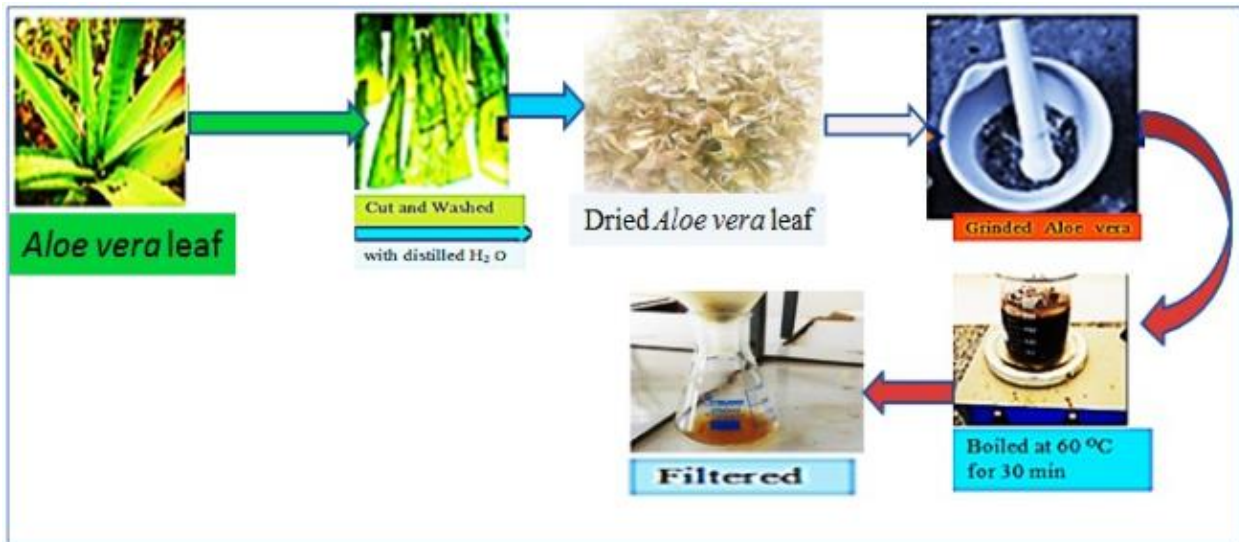 Aloe vera leaf
Cut and Washed
with distilled H₂ O
Dried Aloe vera leaf
Grinded Aloe vera
Boiled at 60 ⁰C
for 30 min
Filtered